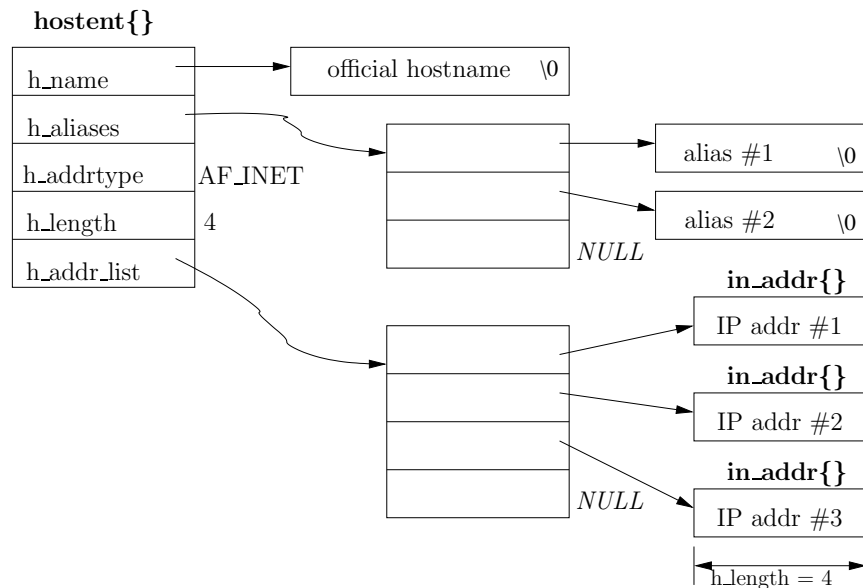 hostent{}
h_name
official hostname \0
h_aliases
h_addrtype AF_INET
h_length 4
h_addr_list
alias #1 \0
alias #2 \0
NULL
in_addr{}
IP addr #1
in_addr{}
IP addr #2
in_addr{}
IP addr #3
NULL
h_length = 4